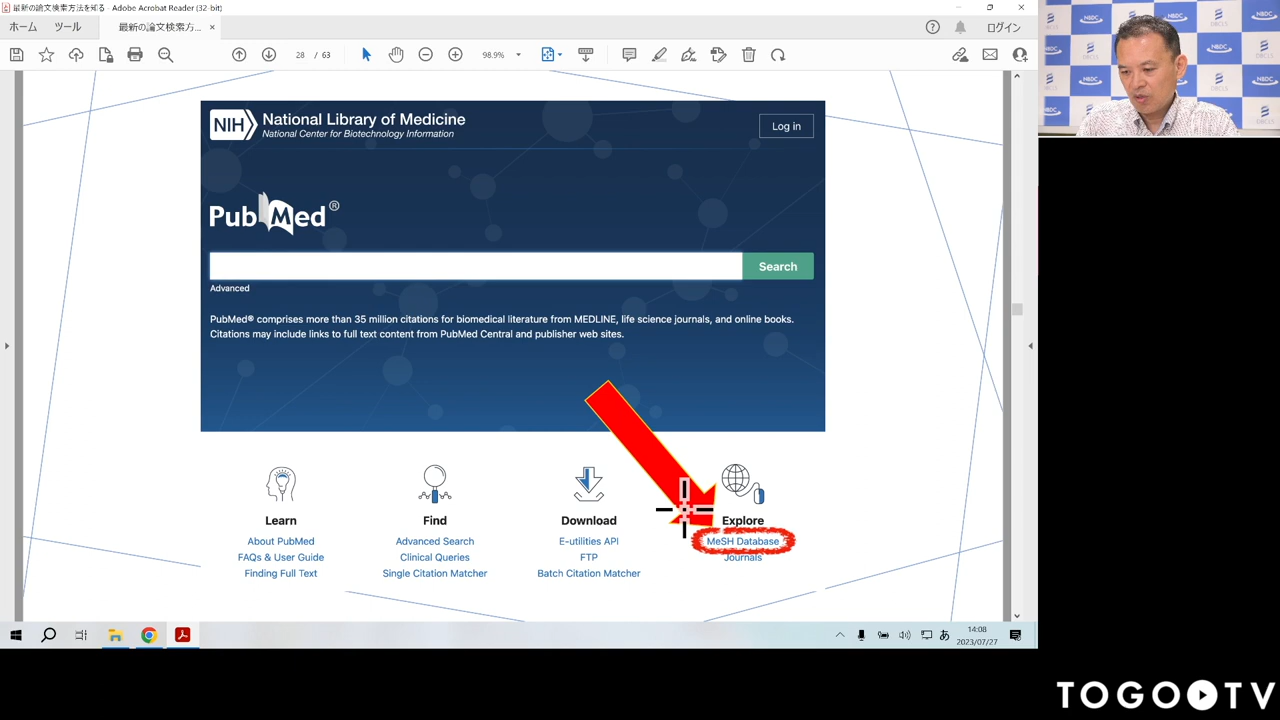 最新の論文検索方法を知る - Adobe Acrobat Reader (32-bit)
ホーム ツール 最新の論文検索方... × ログイン
28 / 63 98.9%
NIH National Library of Medicine
National Center for Biotechnology Information
Log in
PubMed®
Search
Advanced
PubMed® comprises more than 35 million citations for biomedical literature from MEDLINE, life science journals, and online books.
Citations may include links to full text content from PubMed Central and publisher web sites.
Learn
About PubMed
FAQs & User Guide
Finding Full Text
Find
Advanced Search
Clinical Queries
Single Citation Matcher
Download
E-utilities API
FTP
Batch Citation Matcher
Explore
MeSH Database
Journals
あ
14:08
2023/07/27
NBDC
DBCLS
TOGO TV